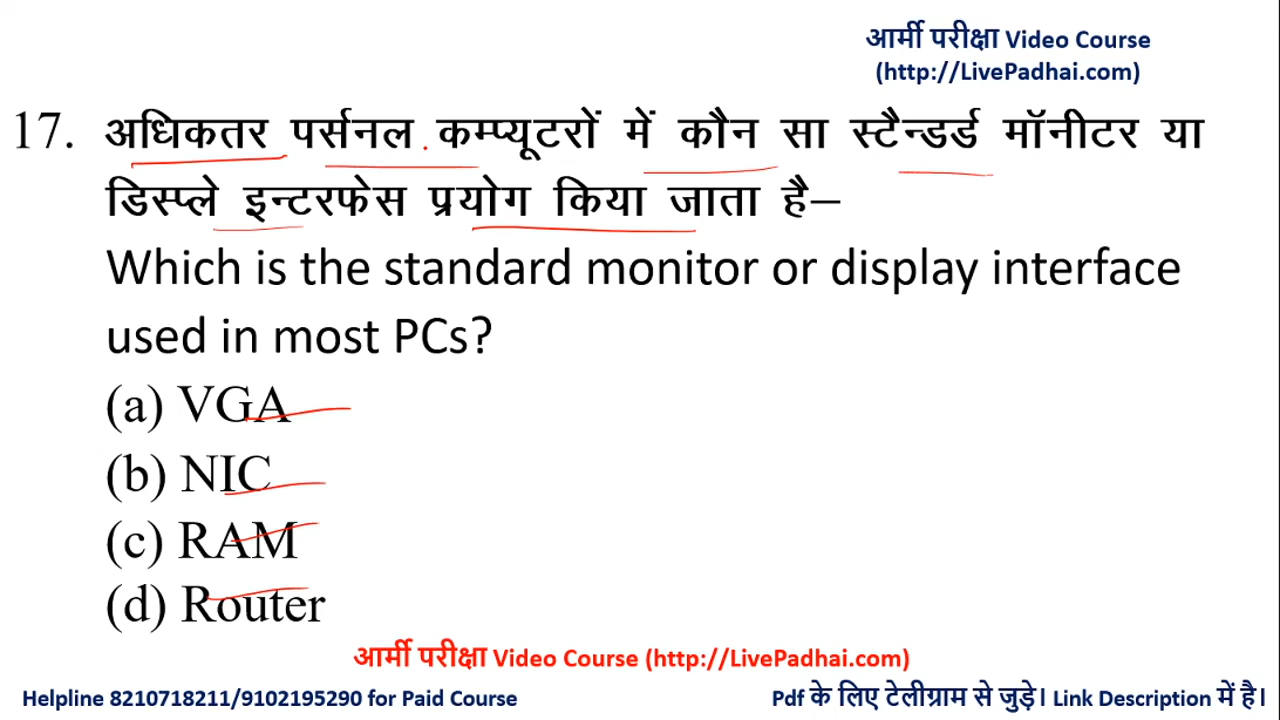 आर्मी परीक्षा Video Course
(http://LivePadhai.com)
17. अधिकतर पर्सनल कम्प्यूटरों में कौन सा स्टैन्डर्ड मॉनीटर या
डिस्प्ले इन्टरफेस प्रयोग किया जाता है–
Which is the standard monitor or display interface
used in most PCs?
(a) VGA
(b) NIC
(c) RAM
(d) Router
आर्मी परीक्षा Video Course (http://LivePadhai.com)
Helpline 8210718211/9102195290 for Paid Course
Pdf के लिए टेलीग्राम से जुड़े। Link Description में है।